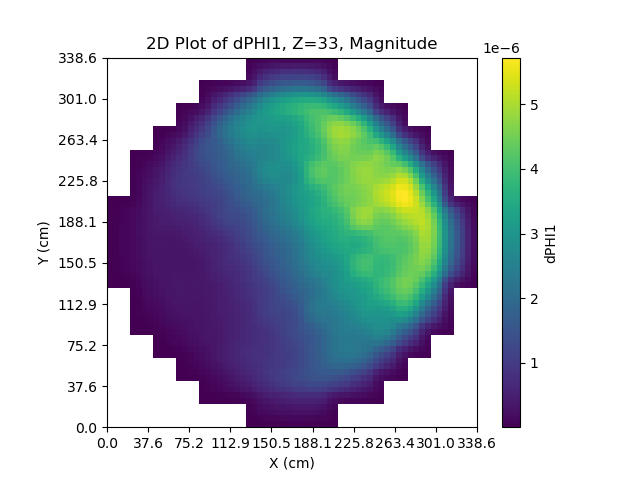 2D Plot of dPHI1, Z=33, Magnitude
1e−6
338.6
301.0
263.4
225.8
188.1
150.5
112.9
75.2
37.6
0.0
Y (cm)
0.0 37.6 75.2 112.9 150.5 188.1 225.8 263.4 301.0 338.6
X (cm)
5
4
3
2
1
dPHI1